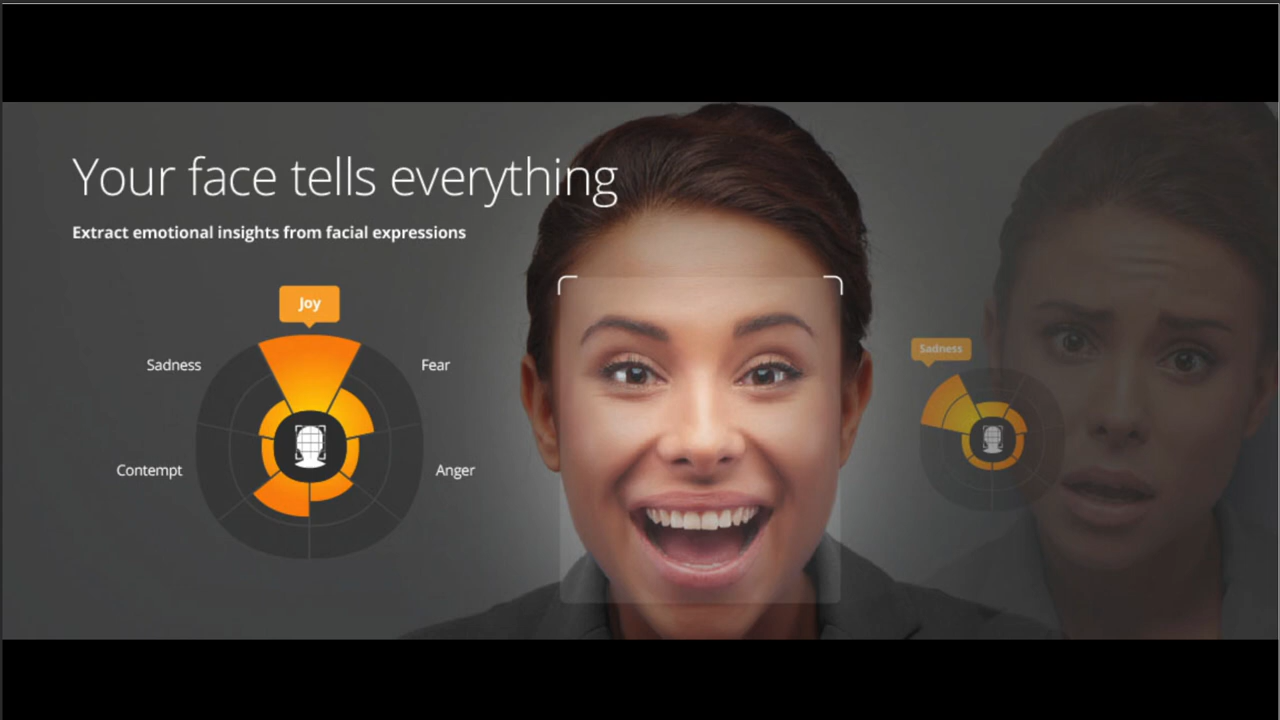 Your face tells everything
Extract emotional insights from facial expressions
Joy
Sadness
Fear
Contempt
Anger
Sadness